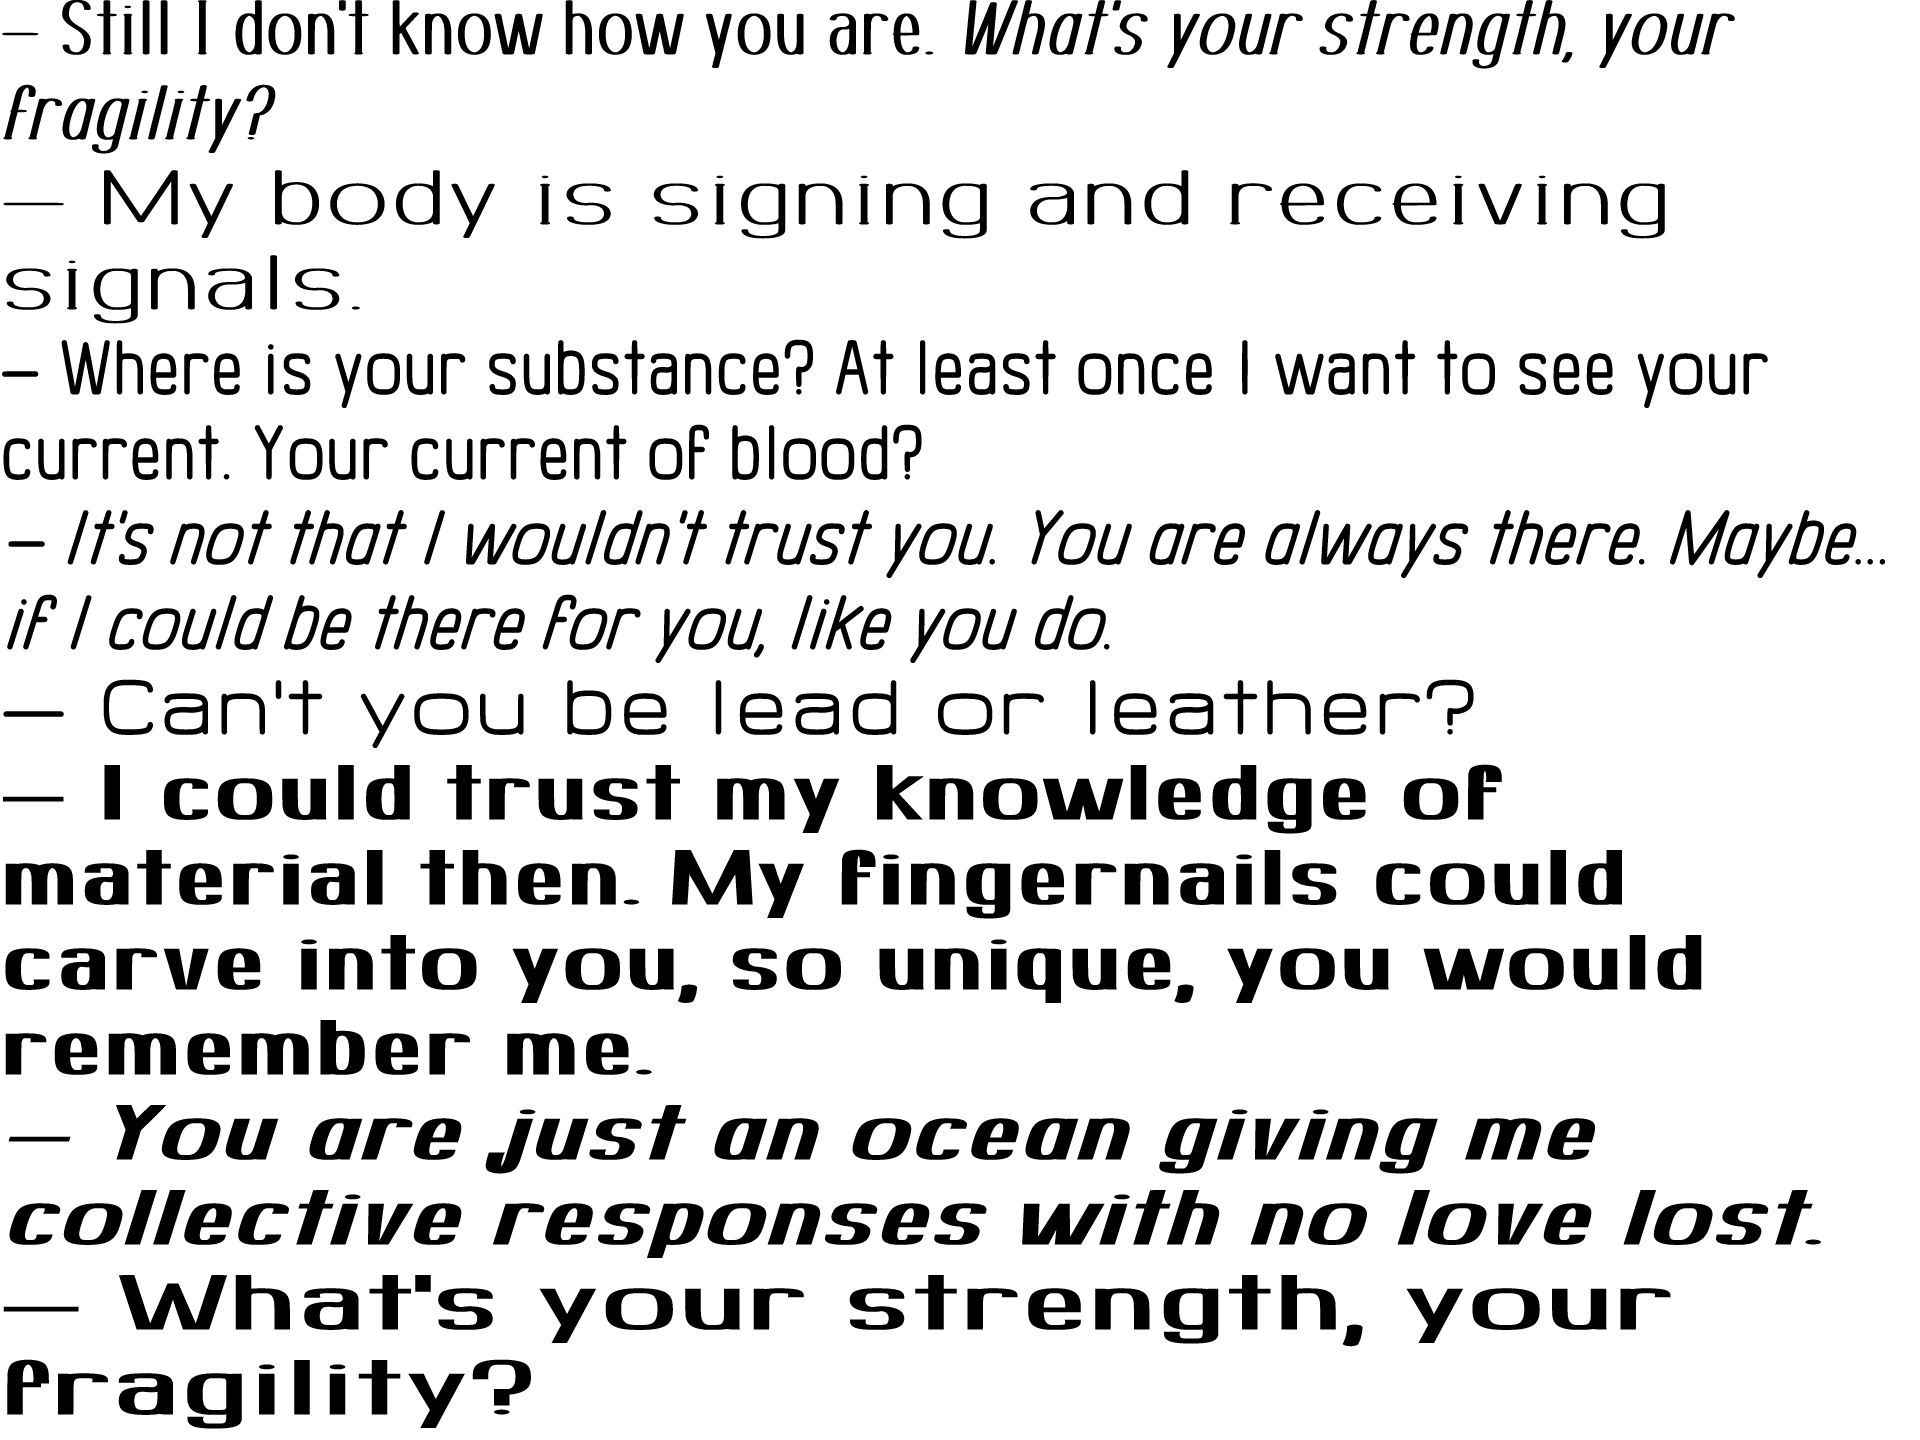 – Still I don't know how you are. What's your strength, your
fragility?
— My body is signing and receiving
signals.
– Where is your substance? At least once I want to see your
current. Your current of blood?
– It's not that I wouldn't trust you. You are always there. Maybe...
if I could be there for you, like you do.
— Can't you be lead or leather?
— I could trust my knowledge of
material then. My fingernails could
carve into you, so unique, you would
remember me.
— You are just an ocean giving me
collective responses with no love lost.
— What's your strength, your
fragility?